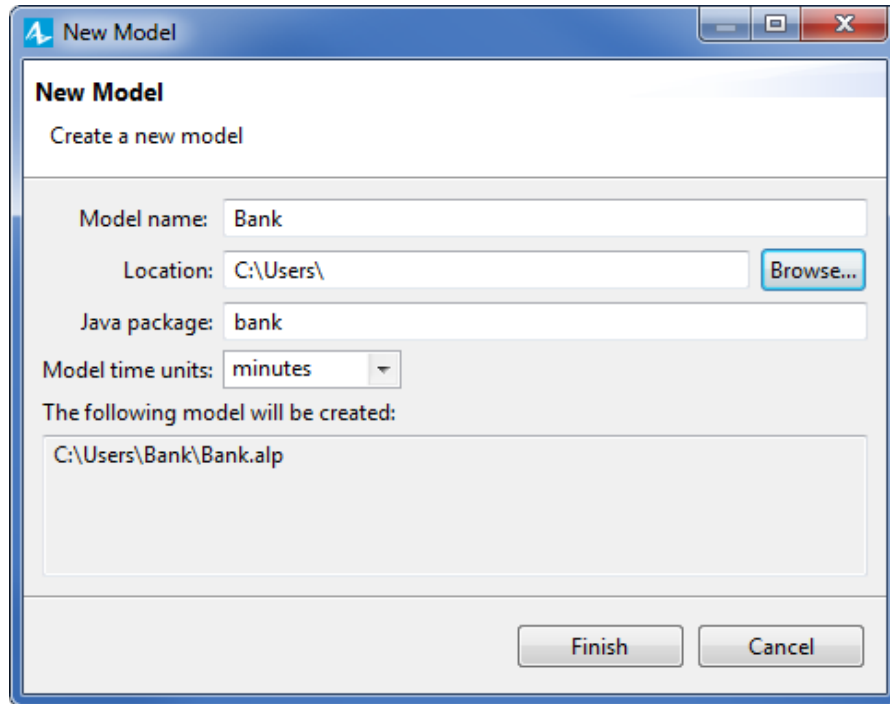 New Model
New Model
Create a new model
Model name: Bank
Location: C:\Users\ Browse...
Java package: bank
Model time units: minutes
The following model will be created:
C:\Users\Bank\Bank.alp
Finish Cancel